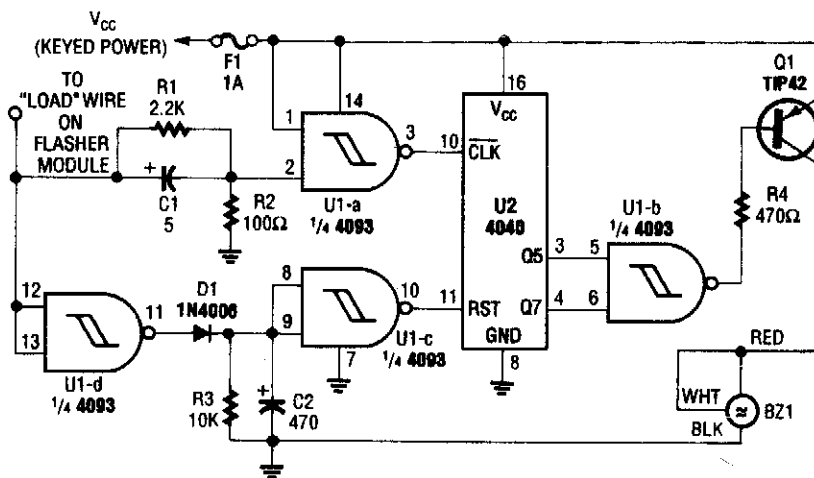 VCC
(KEYED POWER)
F1
1A
TO
"LOAD" WIRE
ON
FLASHER
MODULE
R1
2.2K
+
C1
5
R2
100Ω
1
2
14
3
U1-a
1/4 4093
10
16
VCC
CLK
U2
4040
Q5
3
5
Q7
4
6
11
RST
GND
8
U1-b
1/4 4093
Q1
TIP42
R4
470Ω
12
13
11
U1-d
1/4 4093
D1
1N4006
8
9
10
7
U1-c
1/4 4093
R3
10K
+
C2
470
RED
WHT
BLK
BZ1